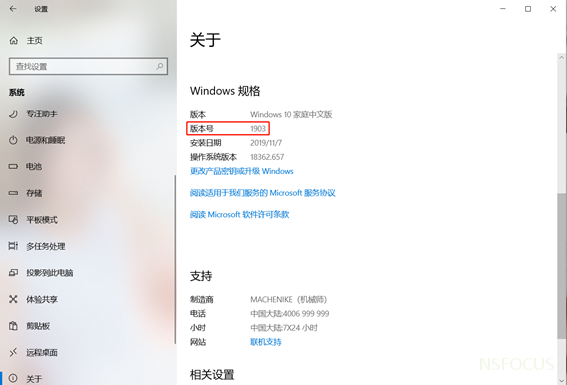 设置
主页
查找设置
系统
专注助手
电源和睡眠
电池
存储
平板模式
多任务处理
投影到此电脑
体验共享
剪贴板
远程桌面
关于
关于
Windows 规格
版本 Windows 10 家庭中文版
版本号 1903
安装日期 2019/11/7
操作系统版本 18362.657
更改产品密钥或升级 Windows
阅读适用于我们服务的 Microsoft 服务协议
阅读 Microsoft 软件许可条款
支持
制造商 MACHENIKE（机械师）
电话 中国大陆:4006 999 999
小时 中国大陆:7X24 小时
网站 联机支持
相关设置
NSFOCUS